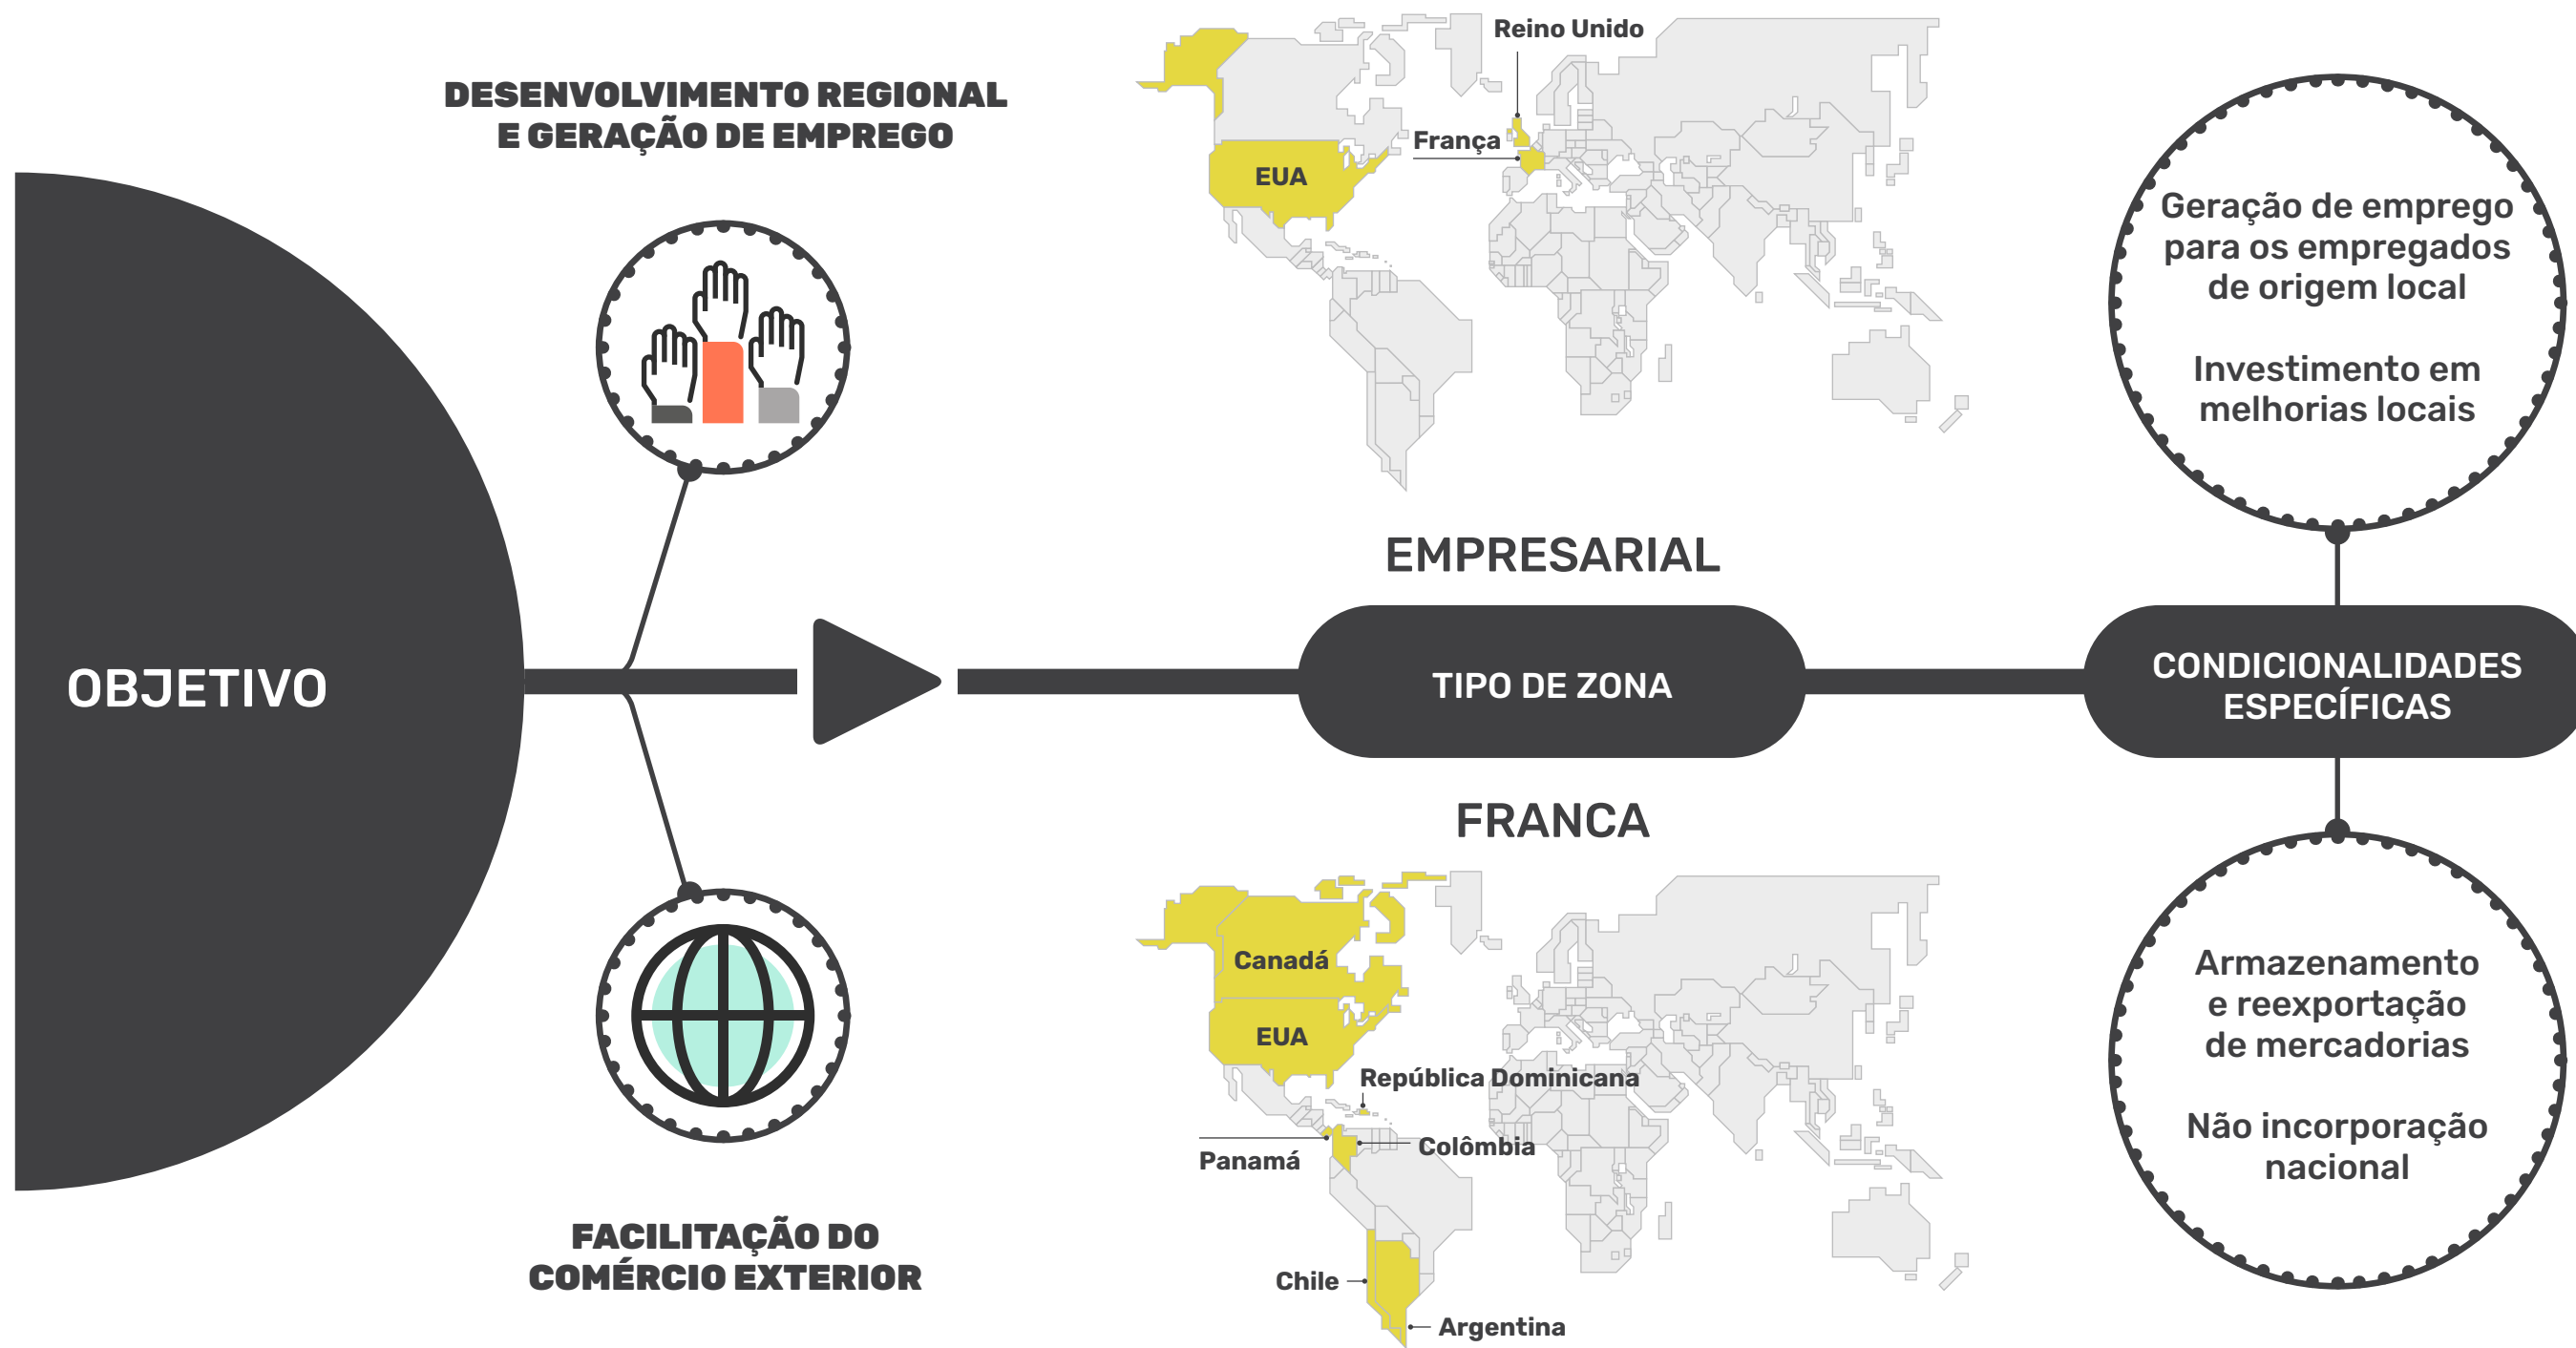 OBJETIVO
DESENVOLVIMENTO REGIONAL
E GERAÇÃO DE EMPREGO
FACILITAÇÃO DO
COMÉRCIO EXTERIOR
Reino Unido
França
EUA
EMPRESARIAL
TIPO DE ZONA
FRANCA
Canadá
EUA
República Dominicana
Colômbia
Panamá
Chile
Argentina
Geração de emprego
para os empregados
de origem local
Investimento em
melhorias locais
CONDICIONALIDADES
ESPECÍFICAS
Armazenamento
e reexportação
de mercadorias
Não incorporação
nacional